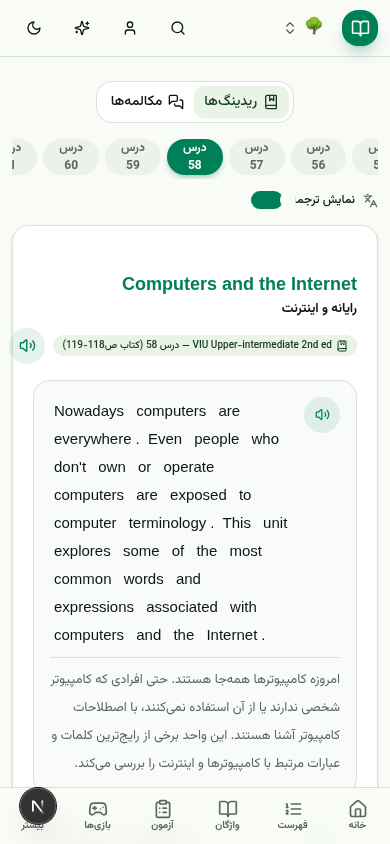 ریدینگ‌ها
مکالمه‌ها
درس
56
درس
57
درس
58
درس
59
درس
60
نمایش ترجمه
Computers and the Internet
رایانه و اینترنت
VIU Upper-intermediate 2nd ed — درس 58 (کتاب ص118-119)
Nowadays computers are
everywhere . Even people who
don't own or operate
computers are exposed to
computer terminology . This unit
explores some of the most
common words and
expressions associated with
computers and the Internet .
امروزه کامپیوترها همه‌جا هستند. حتی افرادی که کامپیوتر
شخصی ندارند یا از آن استفاده نمی‌کنند، با اصطلاحات
کامپیوتر آشنا هستند. این واحد برخی از رایج‌ترین کلمات و
عبارات مرتبط با کامپیوترها و اینترنت را بررسی می‌کند.
خانه
فهرست
واژگان
آزمون
بازی‌ها
بیشتر
N